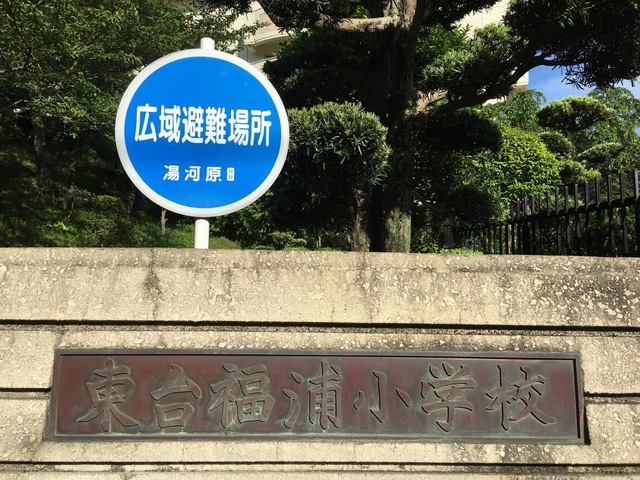 広域避難場所
湯河原町
東台福浦小学校